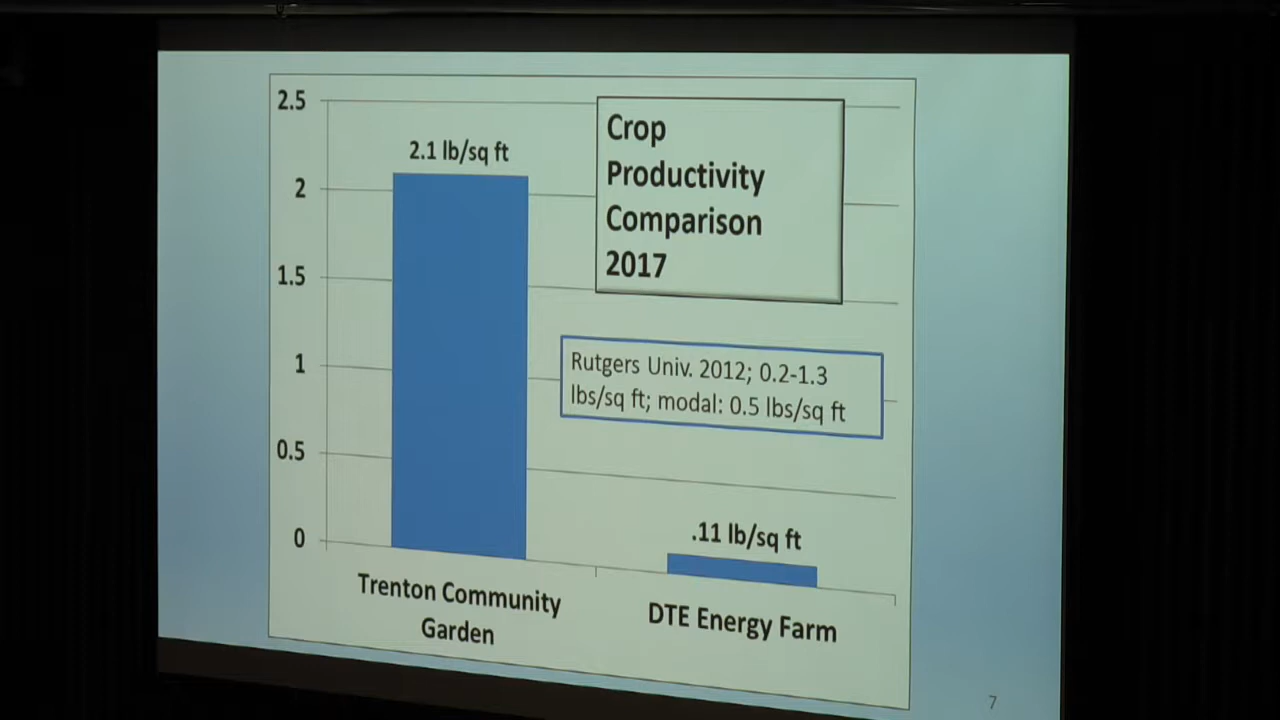 2.5
2
1.5
1
0.5
0
2.1 lb/sq ft
Crop
Productivity
Comparison
2017
Rutgers Univ. 2012; 0.2-1.3
lbs/sq ft; modal: 0.5 lbs/sq ft
.11 lb/sq ft
Trenton Community
Garden
DTE Energy Farm
7